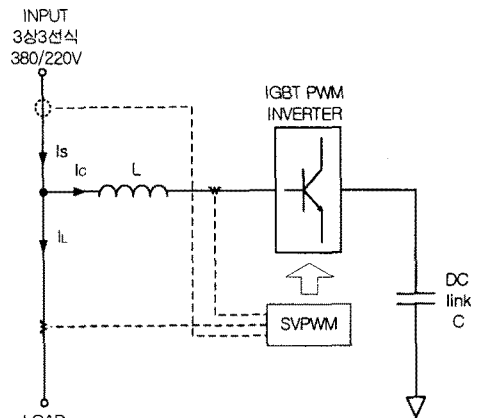 INPUT
3상3선식
380/220V
IGBT PWM
INVERTER
Is
Ic
L
IL
DC
link
C
SVPWM
LOAD